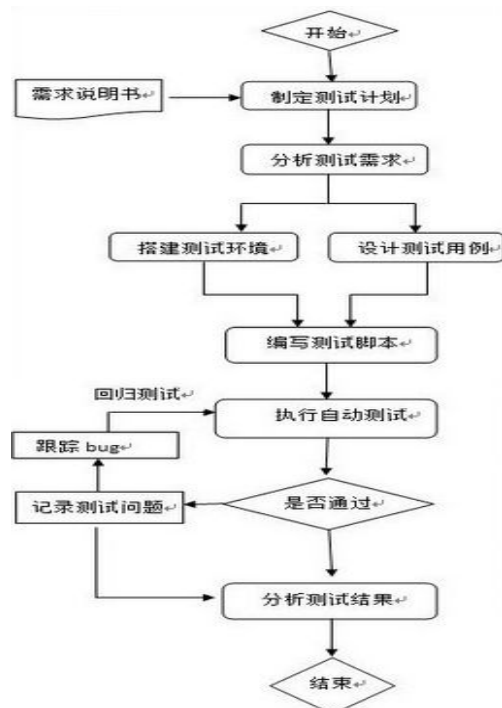 开始
需求说明书
制定测试计划
分析测试需求
搭建测试环境
设计测试用例
编写测试脚本
回归测试
执行自动测试
跟踪 bug
是否通过
记录测试问题
分析测试结果
结束